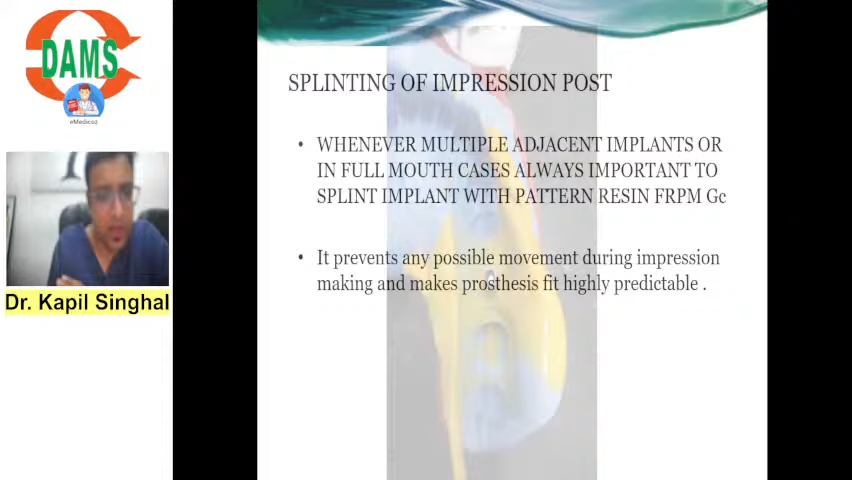 DAMS
eMedicoz
Dr. Kapil Singhal
SPLINTING OF IMPRESSION POST
• WHENEVER MULTIPLE ADJACENT IMPLANTS OR
IN FULL MOUTH CASES ALWAYS IMPORTANT TO
SPLINT IMPLANT WITH PATTERN RESIN FRPM Gc
• It prevents any possible movement during impression
making and makes prosthesis fit highly predictable .